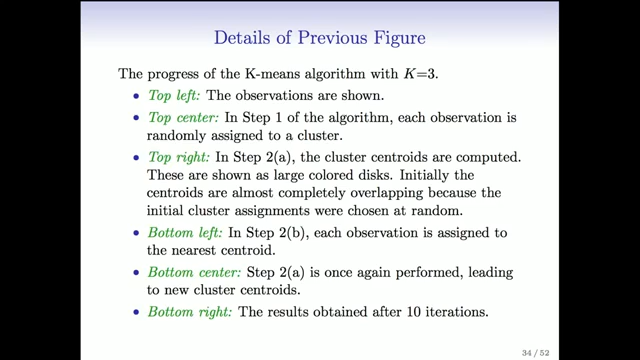 Details of Previous Figure
The progress of the K-means algorithm with K=3.
• Top left: The observations are shown.
• Top center: In Step 1 of the algorithm, each observation is
randomly assigned to a cluster.
• Top right: In Step 2(a), the cluster centroids are computed.
These are shown as large colored disks. Initially the
centroids are almost completely overlapping because the
initial cluster assignments were chosen at random.
• Bottom left: In Step 2(b), each observation is assigned to
the nearest centroid.
• Bottom center: Step 2(a) is once again performed, leading
to new cluster centroids.
• Bottom right: The results obtained after 10 iterations.
34 / 52